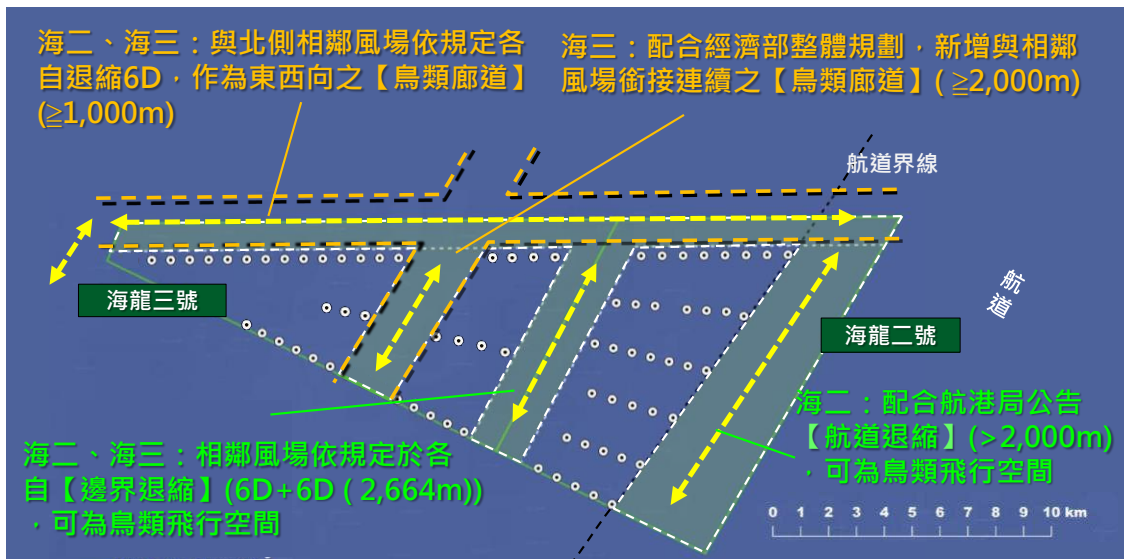 海二、海三：與北側相鄰風場依規定各
自退縮6D，作為東西向之【鳥類廊道】
(≧1,000m)
海三：配合經濟部整體規劃，新增與相鄰
風場銜接連續之【鳥類廊道】( ≧2,000m)
航道界線
航道
海龍三號
海龍二號
海二：配合航港局公告
【航道退縮】(>2,000m)
，可為鳥類飛行空間
海二、海三：相鄰風場依規定於各
自【邊界退縮】(6D+6D ( 2,664m))
，可為鳥類飛行空間
0 1 2 3 4 5 6 7 8 9 10 km